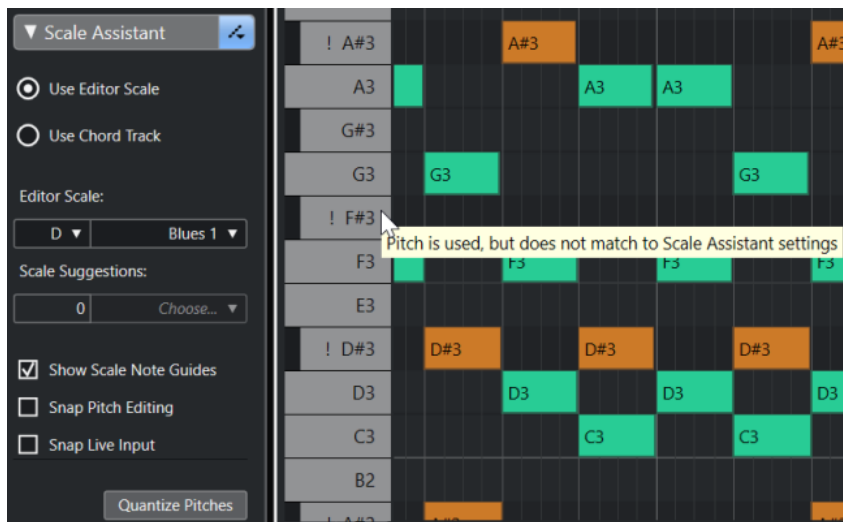 ▼ Scale Assistant
Use Editor Scale
Use Chord Track
Editor Scale:
D ▼ Blues 1 ▼
Scale Suggestions:
0 Choose... ▼
Show Scale Note Guides
Snap Pitch Editing
Snap Live Input
Quantize Pitches
! A#3 A#3 A#3
A3 A3 A3
G#3
G3 G3 G3
! F#3
Pitch is used, but does not match to Scale Assistant settings
F3 F3 F3 F3
E3
! D#3 D#3 D#3 D#3
D3 D3 D3 D3
C3 C3 C3
B2
! A#2 A#2